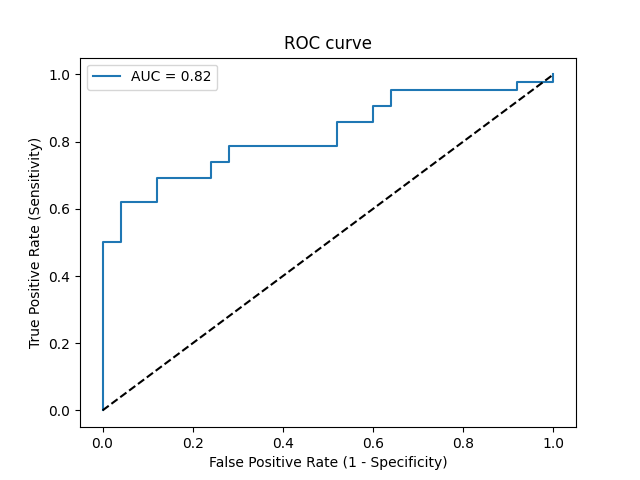 ROC curve
AUC = 0.82
1.0
0.8
0.6
0.4
0.2
0.0
True Positive Rate (Sensitivity)
0.0 0.2 0.4 0.6 0.8 1.0
False Positive Rate (1 - Specificity)